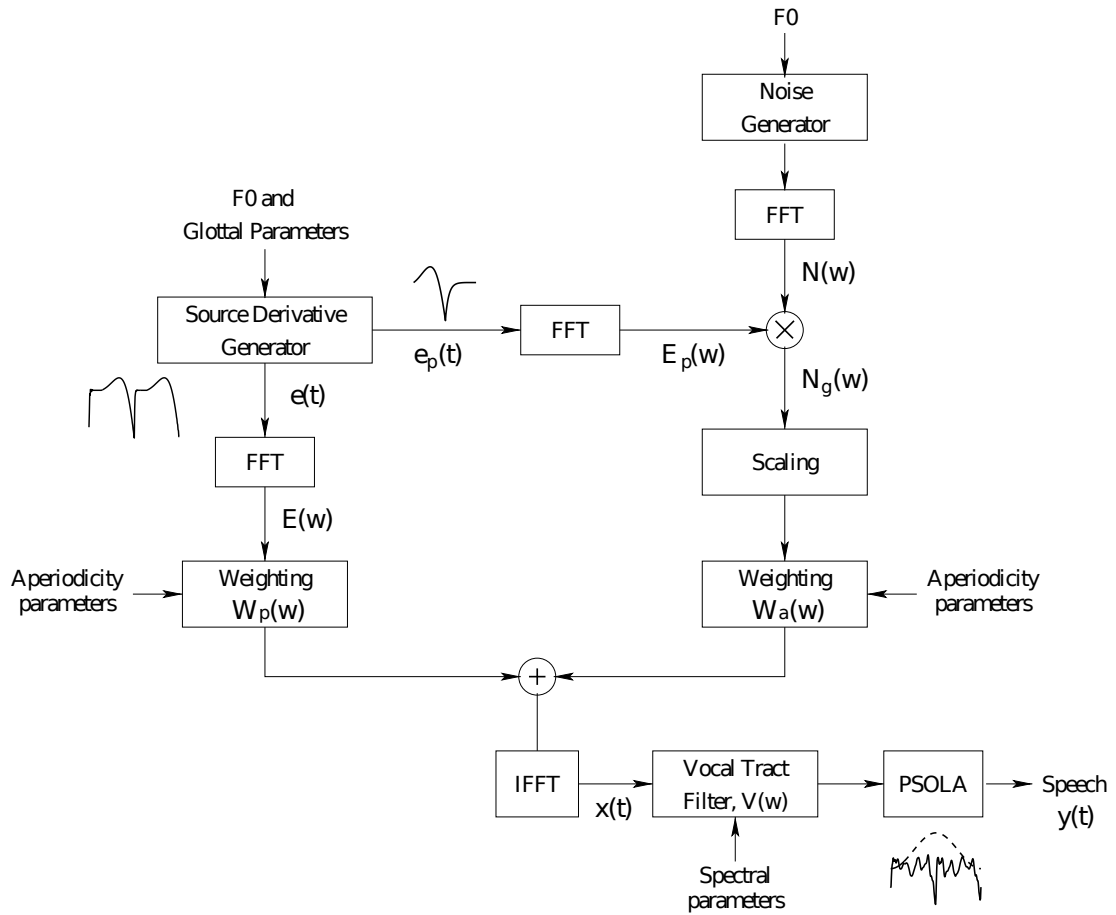 F0
Noise
Generator
FFT
N(w)
F0 and
Glottal Parameters
Source Derivative
Generator
e_p(t)
FFT
E_p(w)
×
N_g(w)
e(t)
FFT
Scaling
E(w)
Aperiodicity
parameters
Weighting
W_p(w)
Weighting
W_a(w)
Aperiodicity
parameters
+
IFFT
x(t)
Vocal Tract
Filter, V(w)
PSOLA
Speech
y(t)
Spectral
parameters